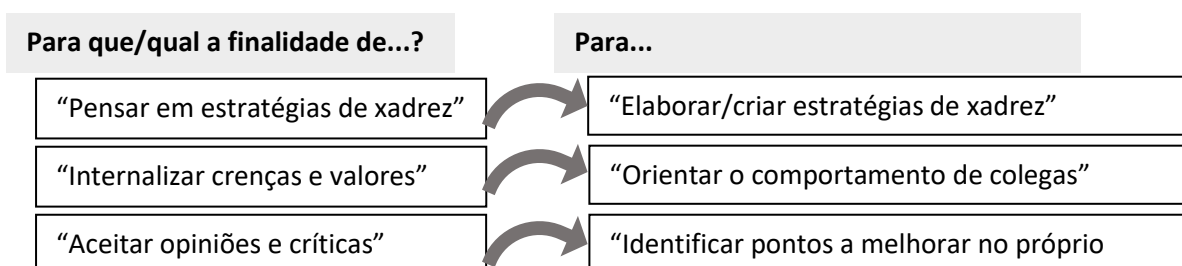 Para que/qual a finalidade de...? Para...
“Pensar em estratégias de xadrez” “Elaborar/criar estratégias de xadrez”
“Internalizar crenças e valores” “Orientar o comportamento de colegas”
“Aceitar opiniões e críticas” “Identificar pontos a melhorar no próprio